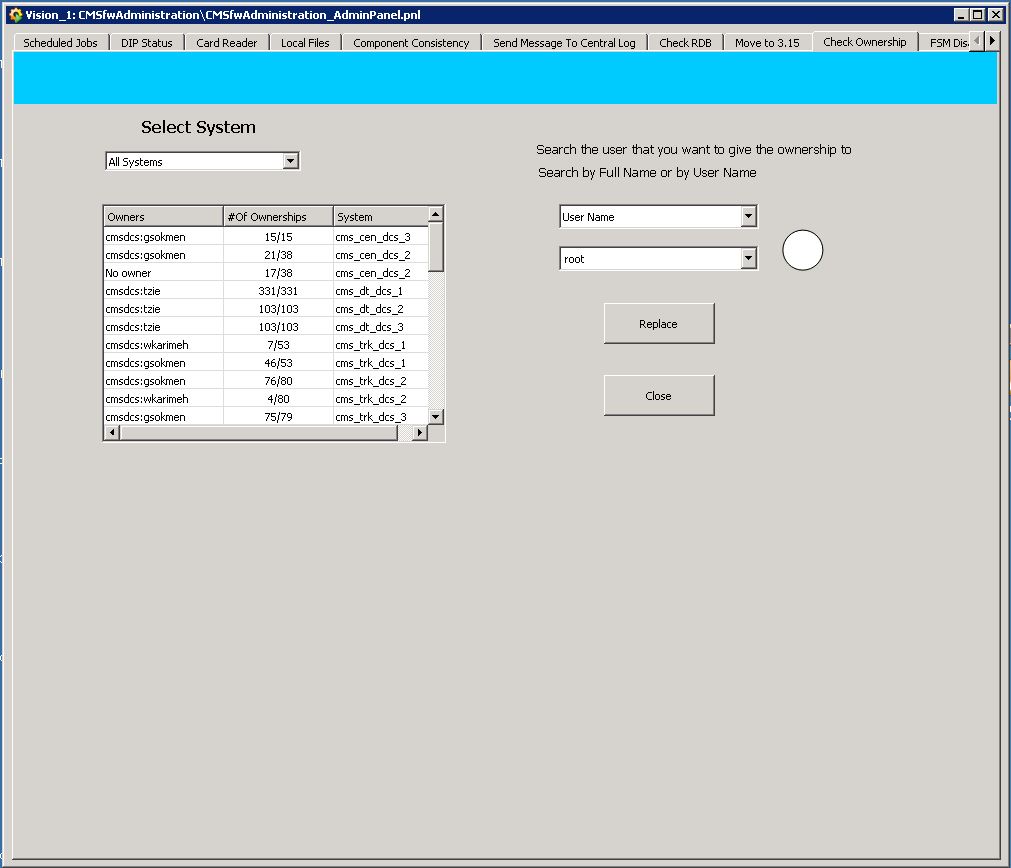 Vision_1: CMSfwAdministration\CMSfwAdministration_AdminPanel.pnl
Scheduled Jobs DIP Status Card Reader Local Files Component Consistency Send Message To Central Log Check RDB Move to 3.15 Check Ownership FSM Dis
Select System
All Systems
Search the user that you want to give the ownership to
Search by Full Name or by User Name
User Name
root
Replace
Close
Owners #Of Ownerships System
cmsdcs:gsokmen 15/15 cms_cen_dcs_3
cmsdcs:gsokmen 21/38 cms_cen_dcs_2
No owner 17/38 cms_cen_dcs_2
cmsdcs:tzie 331/331 cms_dt_dcs_1
cmsdcs:tzie 103/103 cms_dt_dcs_2
cmsdcs:tzie 103/103 cms_dt_dcs_3
cmsdcs:wkarimeh 7/53 cms_trk_dcs_1
cmsdcs:gsokmen 46/53 cms_trk_dcs_1
cmsdcs:gsokmen 76/80 cms_trk_dcs_2
cmsdcs:wkarimeh 4/80 cms_trk_dcs_2
cmsdcs:gsokmen 75/79 cms_trk_dcs_3